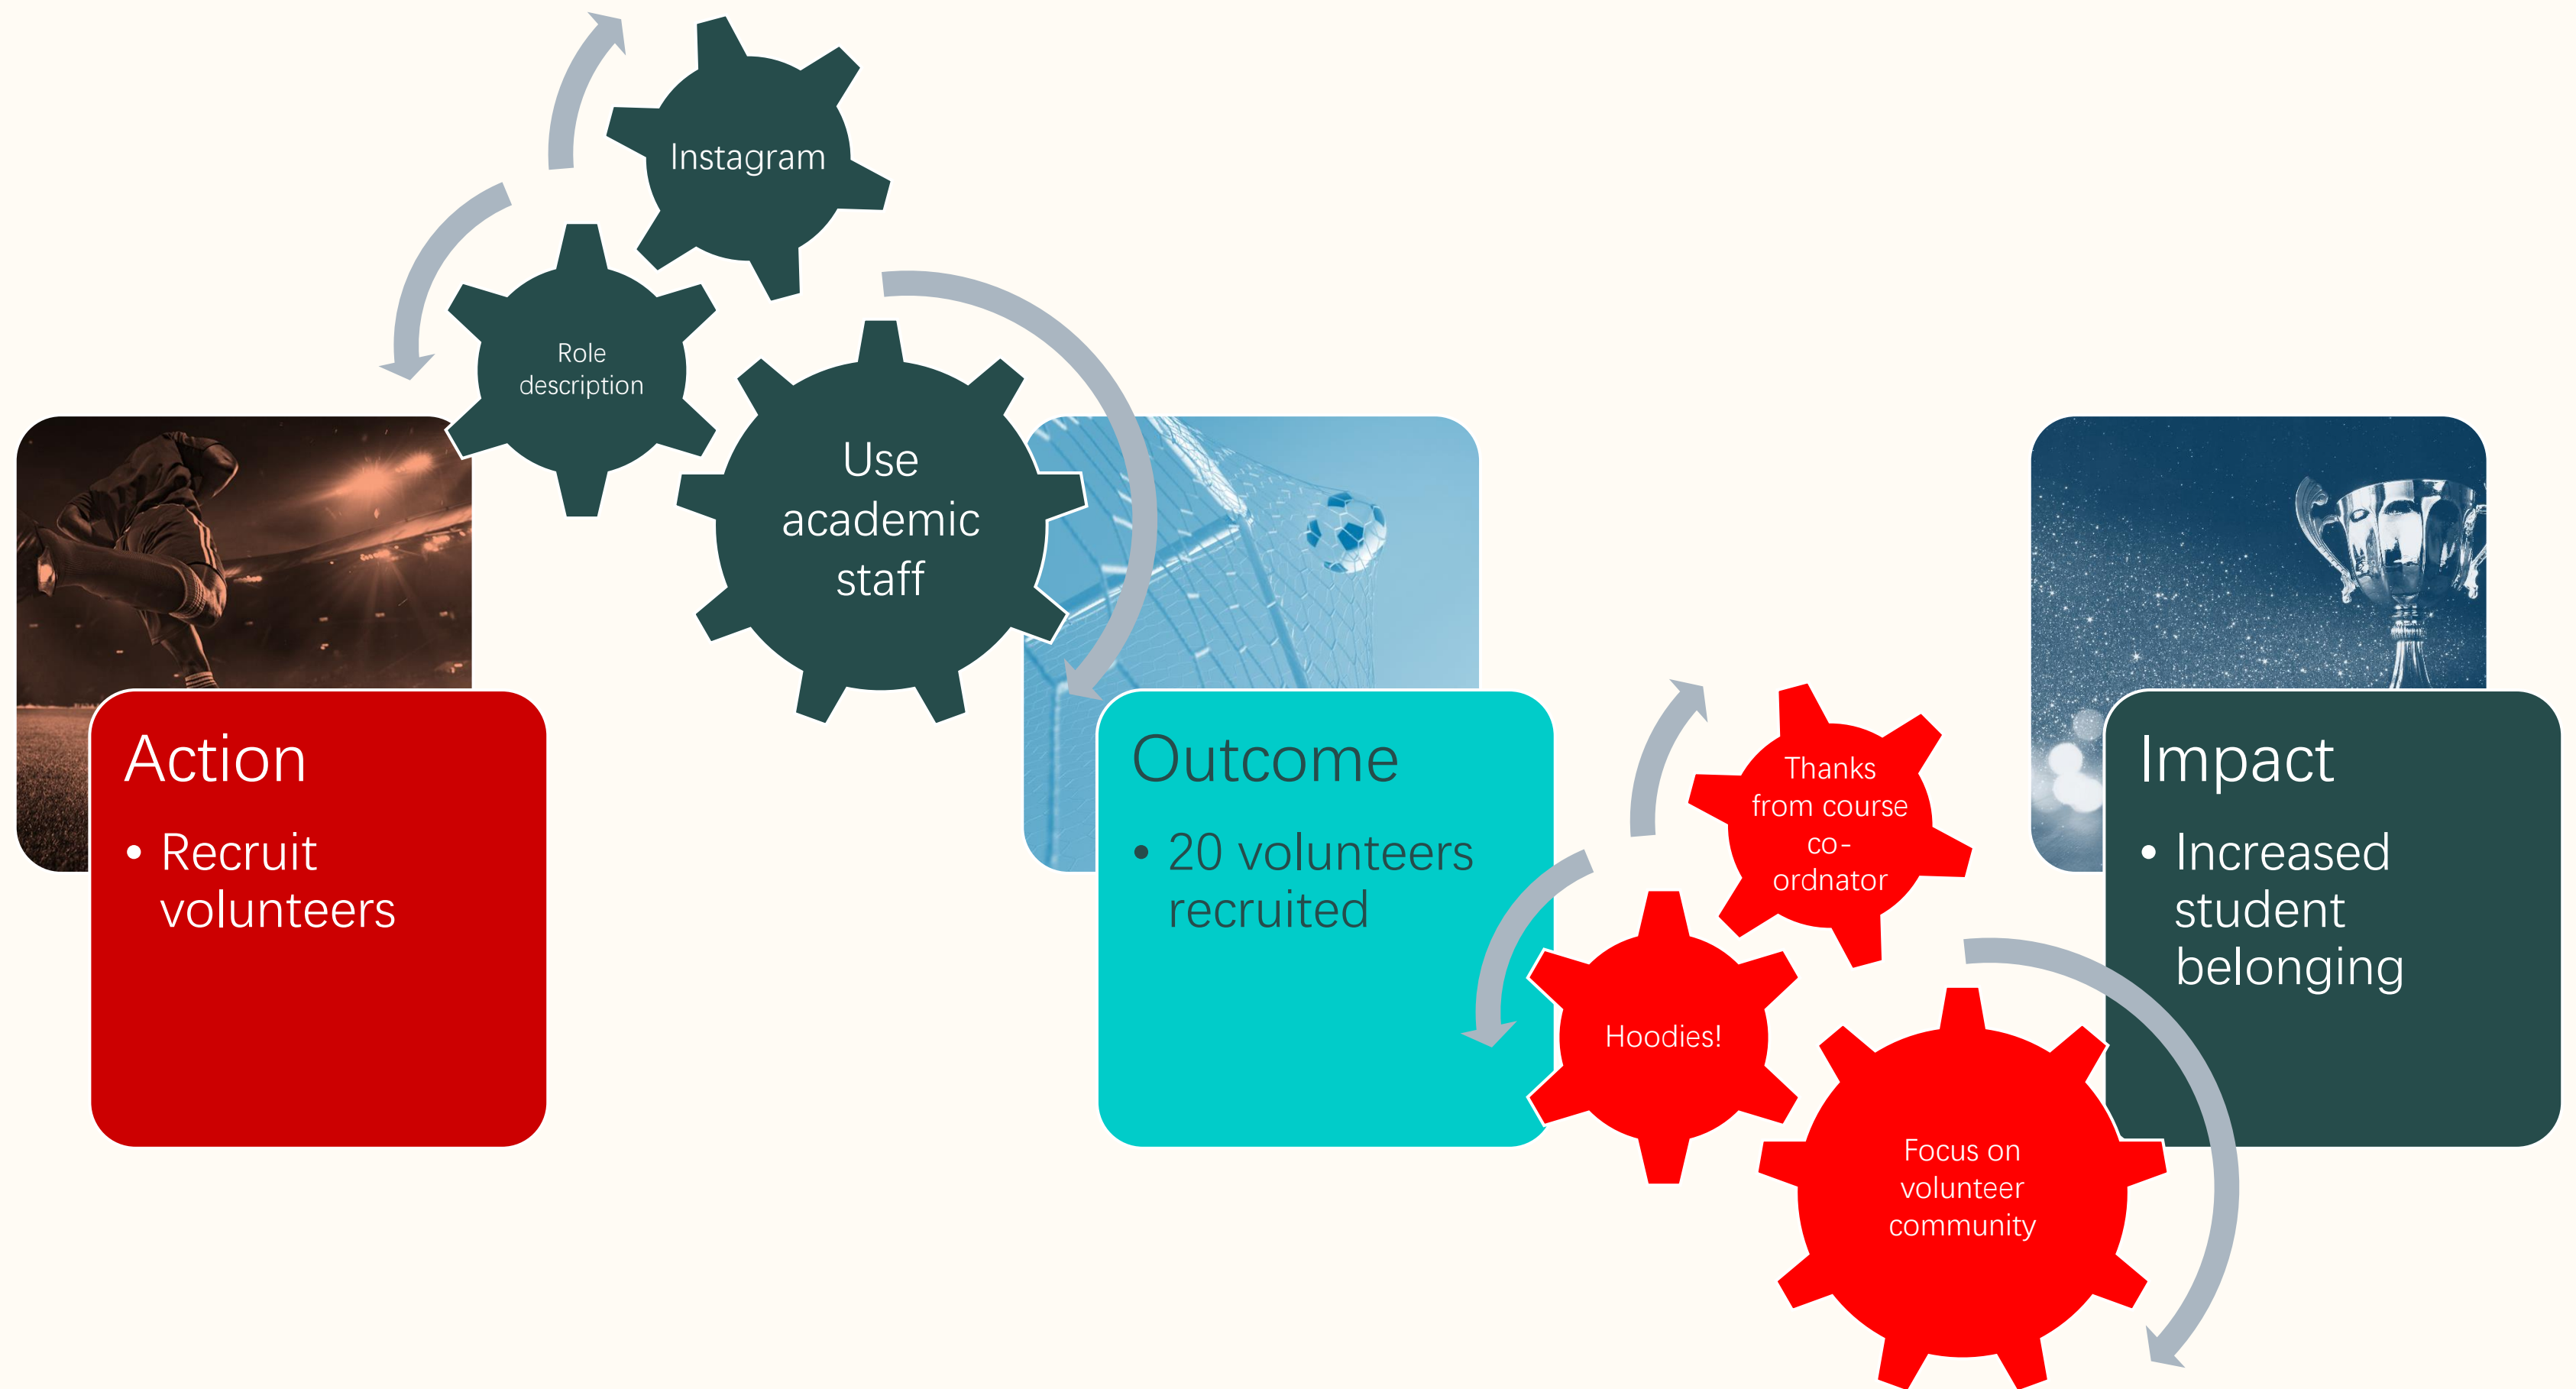 Instagram
Role
description
Use
academic
staff
Action
• Recruit
volunteers
Outcome
• 20 volunteers
recruited
Thanks
from course
co-
ordnator
Hoodies!
Focus on
volunteer
community
Impact
• Increased
student
belonging